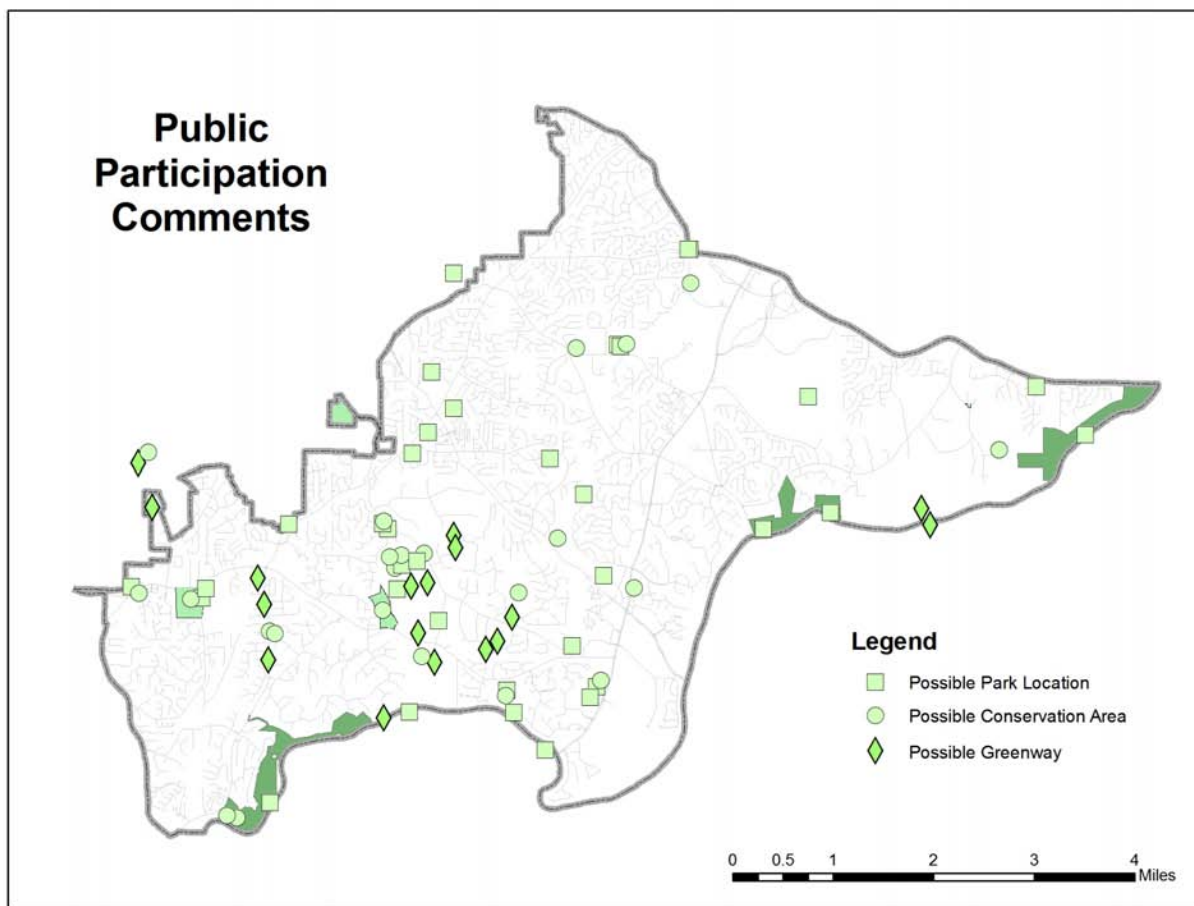 Public
Participation
Comments
Legend
Possible Park Location
Possible Conservation Area
Possible Greenway
0 0.5 1 2 3 4
Miles